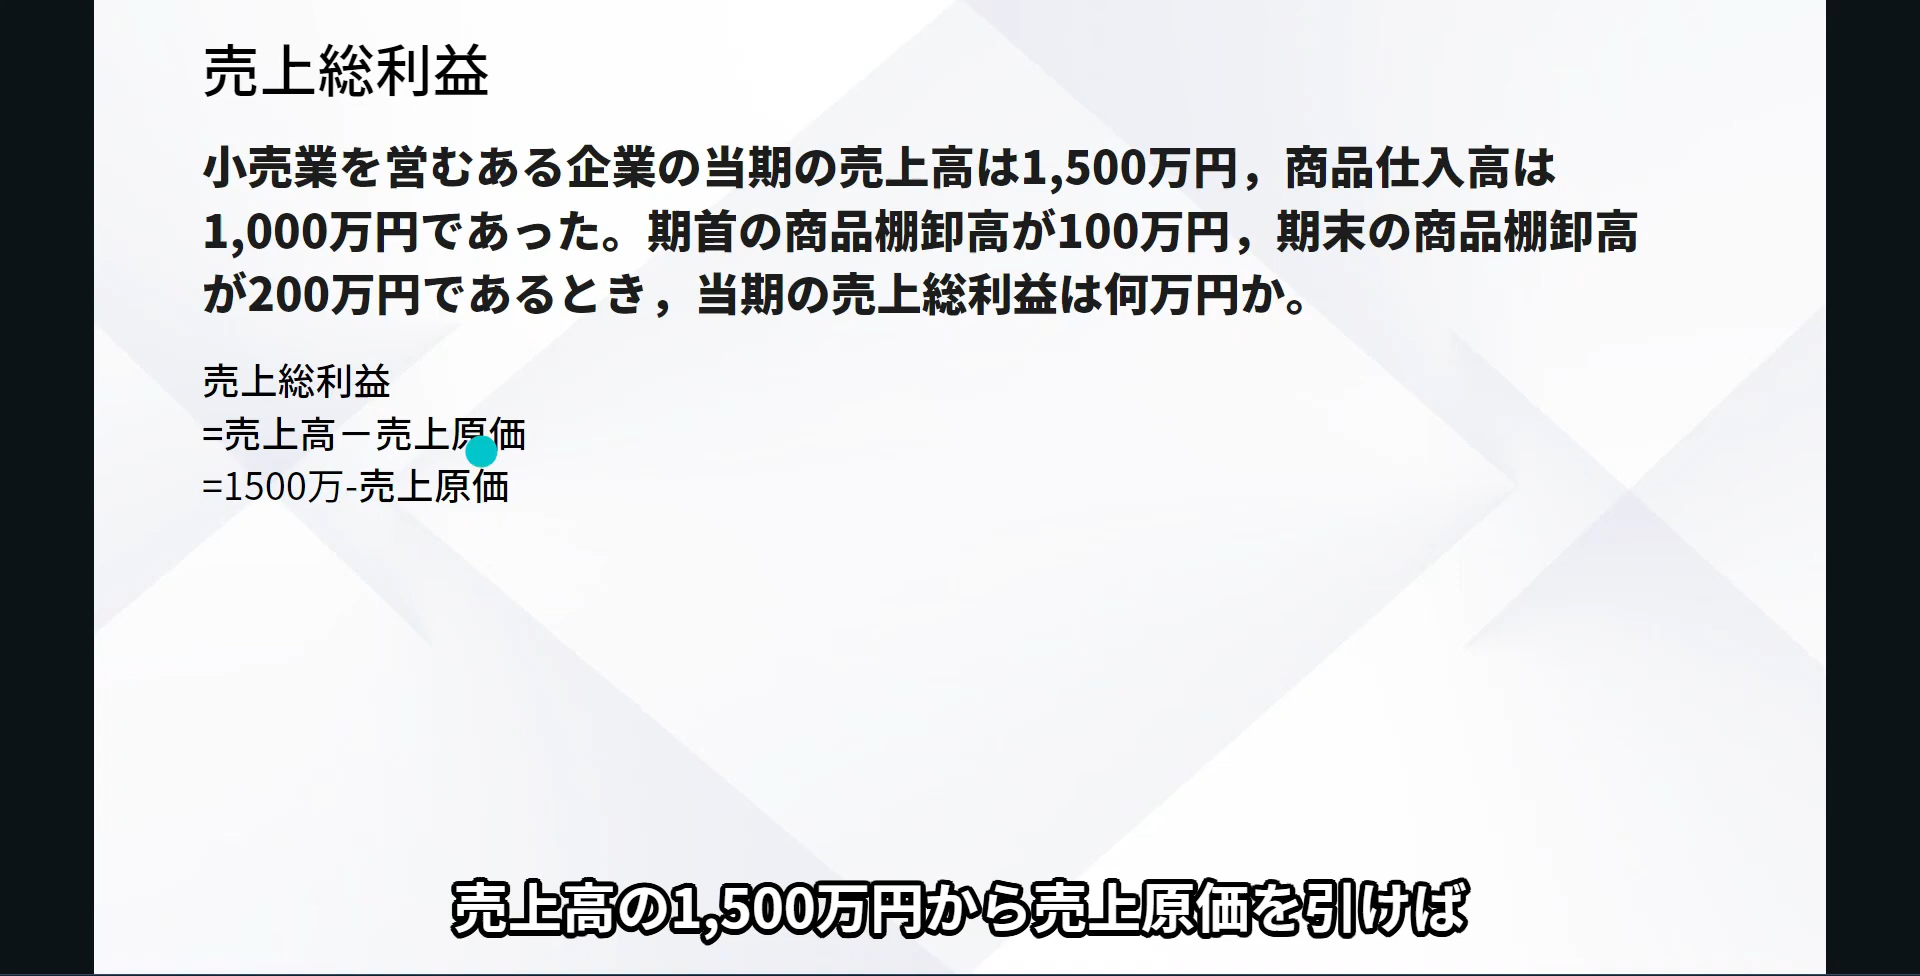 売上総利益
小売業を営むある企業の当期の売上高は1,500万円，商品仕入高は
1,000万円であった。期首の商品棚卸高が100万円，期末の商品棚卸高
が200万円であるとき，当期の売上総利益は何万円か。
売上総利益
=売上高－売上原価
=1500万-売上原価
売上高の1,500万円から売上原価を引けば